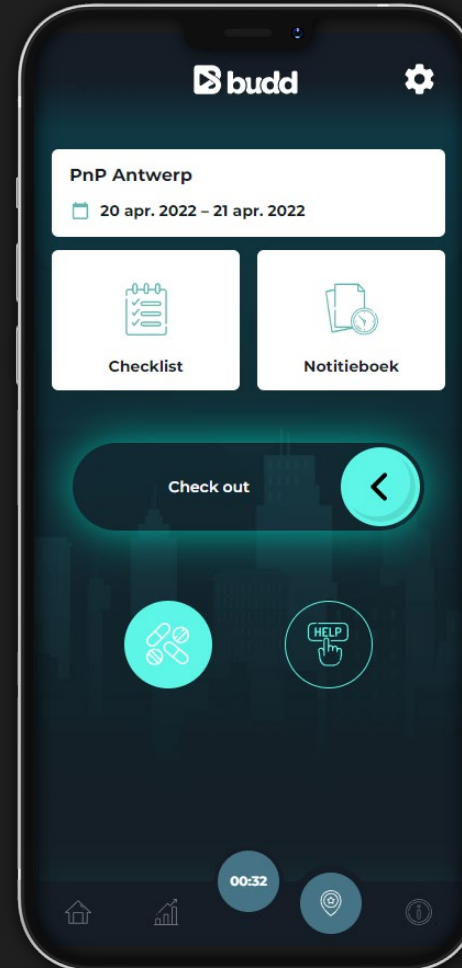 budd
PnP Antwerp
20 apr. 2022 – 21 apr. 2022
Checklist
Notitieboek
Check out
HELP
00:32